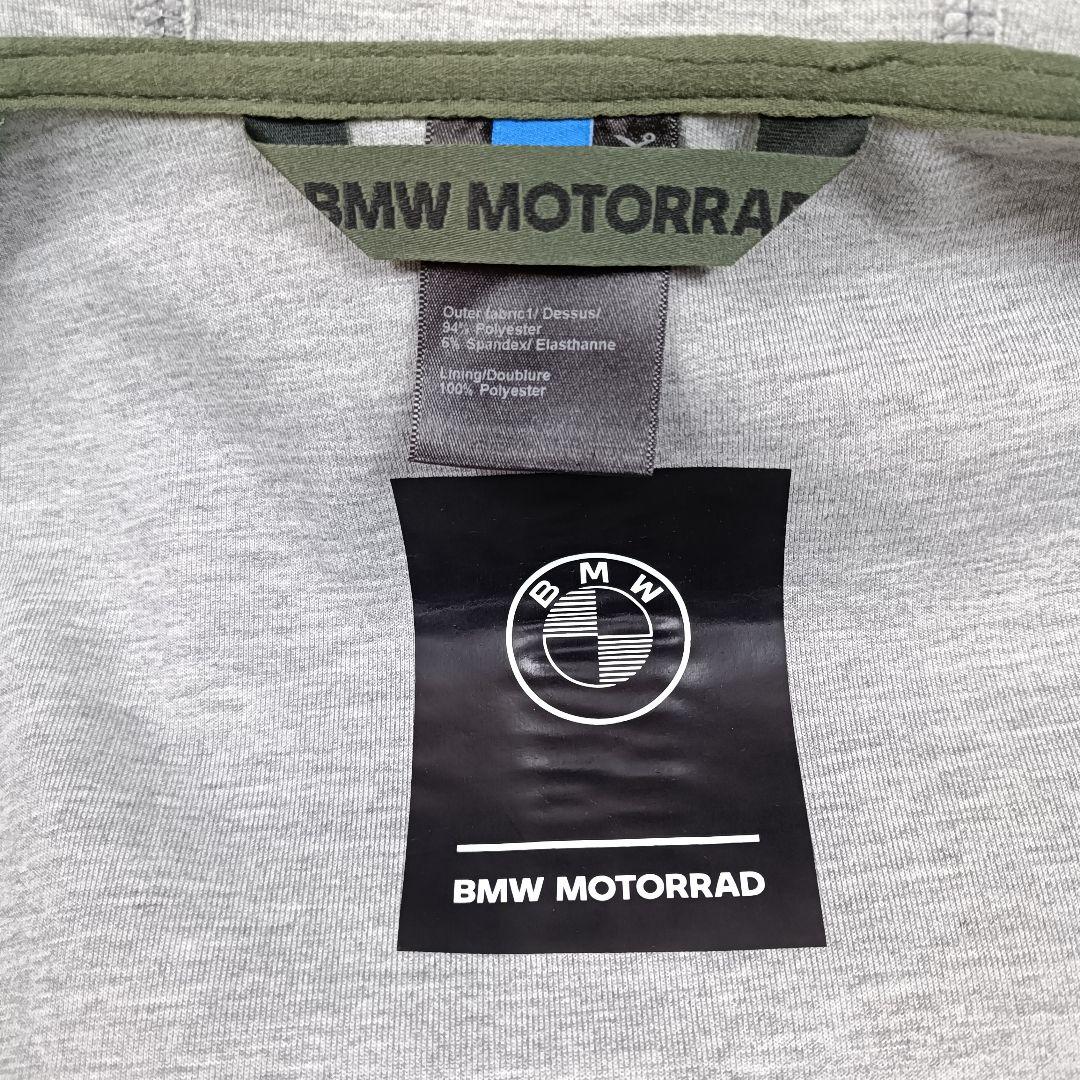 BMW MOTORRAD
Outer fabric1/ Dessus/
94% Polyester
6% Spandex/ Elasthanne
Lining/Doublure
100% Polyester
BMW
BMW MOTORRAD